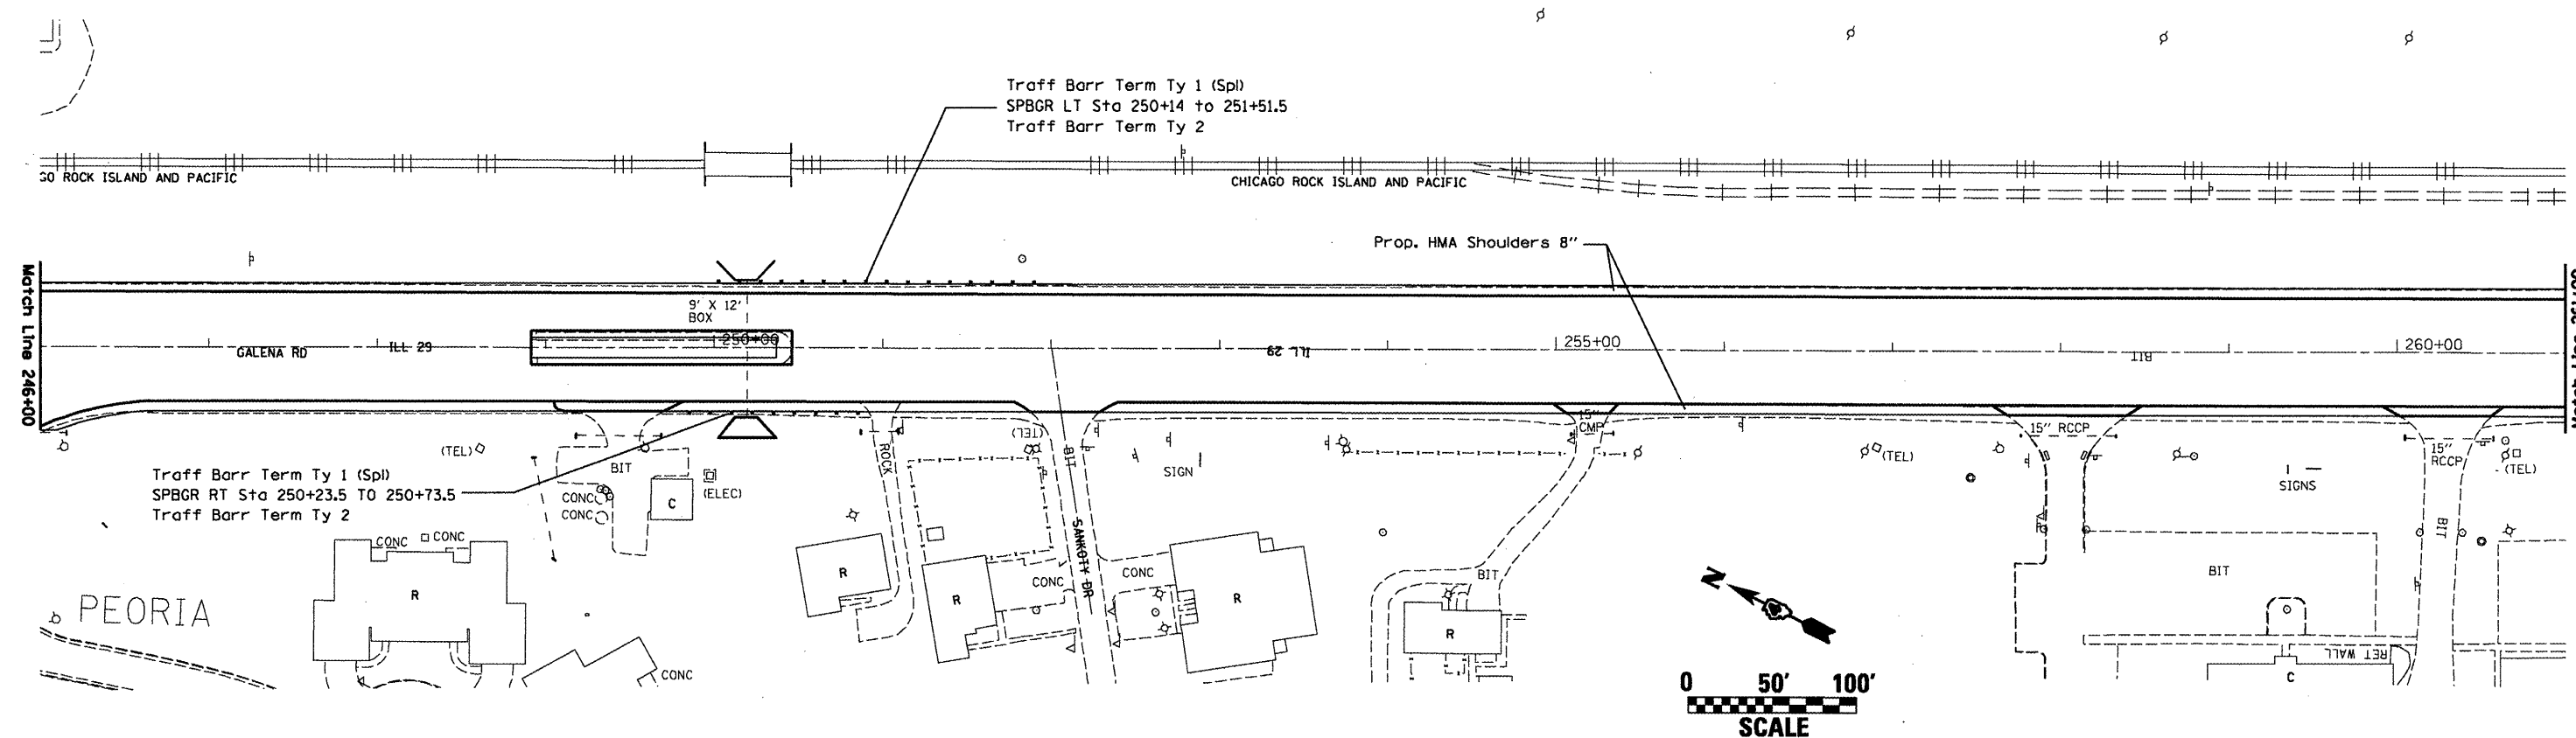 Traff Barr Term Ty 1 (Spl)
SPBGR LT Sta 250+14 to 251+51.5
Traff Barr Term Ty 2
GO ROCK ISLAND AND PACIFIC
CHICAGO ROCK ISLAND AND PACIFIC
Prop. HMA Shoulders 8"
Match Line 246+00
9' X 12'
BOX
250+00
GALENA RD
ILL 29
ILL 29
255+00
BIT
260+00
15"
CMP
15" RCCP
15"
RCCP
(TEL)
(TEL)
(TEL)
(TEL)
ROCK
BIT
SIGN
SIGNS
Traff Barr Term Ty 1 (Spl)
SPBGR RT Sta 250+23.5 TO 250+73.5
Traff Barr Term Ty 2
BIT
CONC
CONC
C
(ELEC)
CONC
CONC
R
R
R
CONC
SANKOTY DR
CONC
R
BIT
R
N
BIT
BIT
PEORIA
CONC
RET WALL
C
0 50' 100'
SCALE